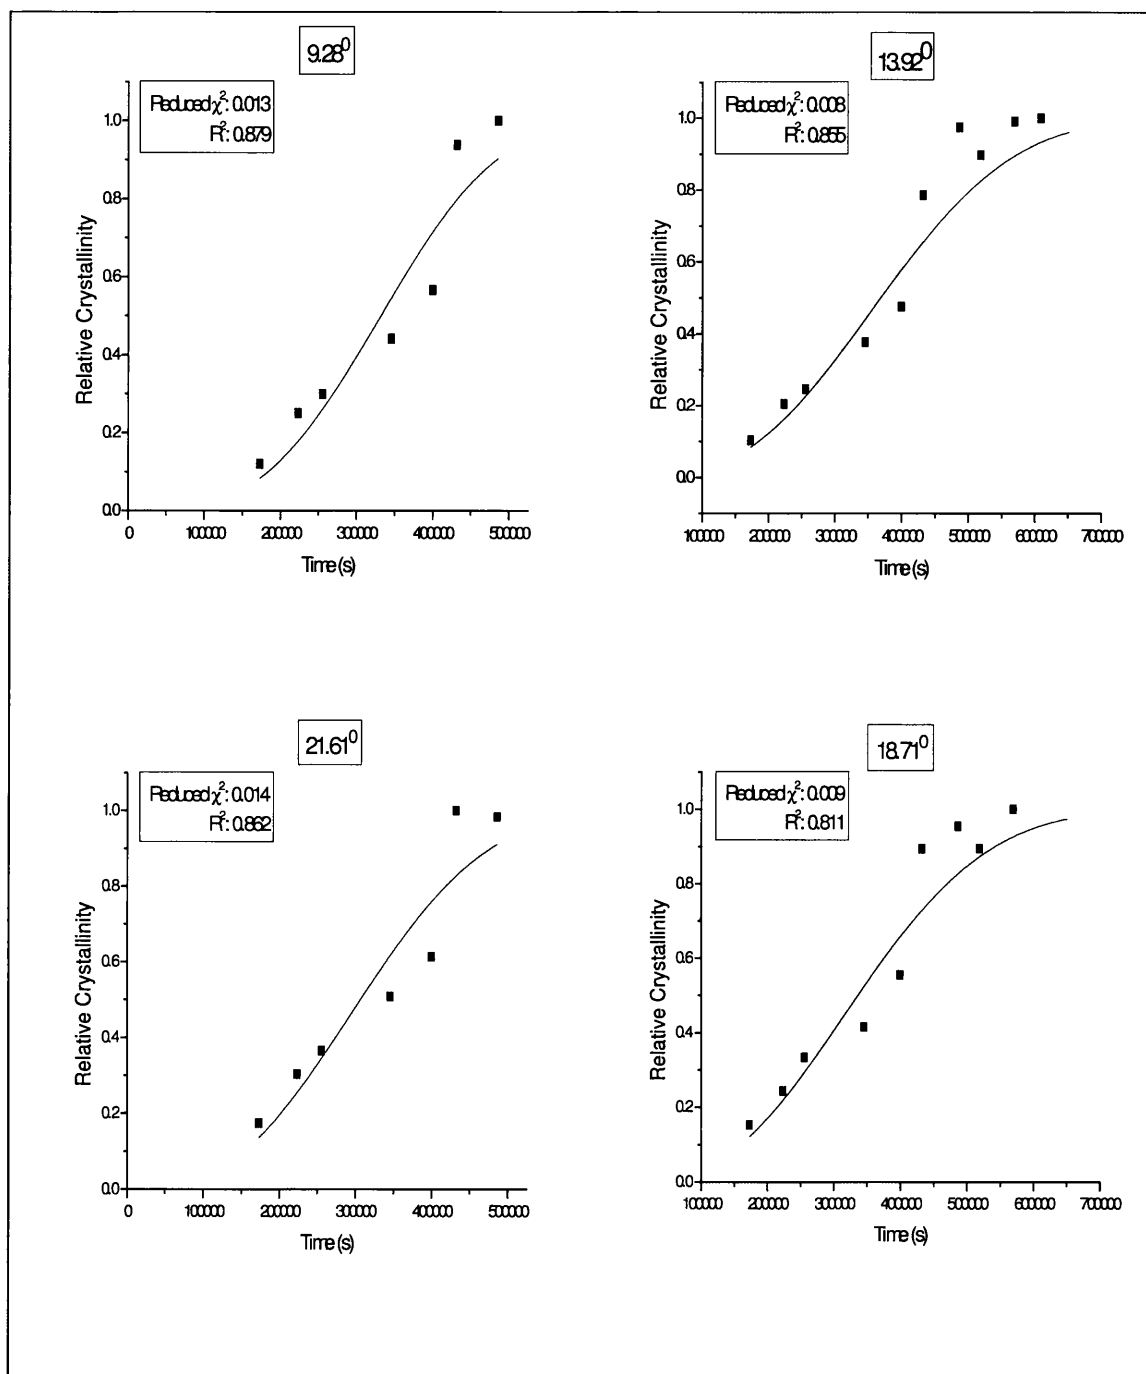 9.28⁰
Reduced χ²: 0.013
R²: 0.879
1.0
0.8
0.6
0.4
0.2
0.0
Relative Crystallinity
0 100000 200000 300000 400000 500000
Time (s)
13.92⁰
Reduced χ²: 0.008
R²: 0.855
1.0
0.8
0.6
0.4
0.2
0.0
Relative Crystallinity
100000 200000 300000 400000 500000 600000 700000
Time (s)
21.61⁰
Reduced χ²: 0.014
R²: 0.862
1.0
0.8
0.6
0.4
0.2
0.0
Relative Crystallinity
0 100000 200000 300000 400000 500000
Time (s)
18.71⁰
Reduced χ²: 0.009
R²: 0.811
1.0
0.8
0.6
0.4
0.2
0.0
Relative Crystallinity
100000 200000 300000 400000 500000 600000 700000
Time (s)